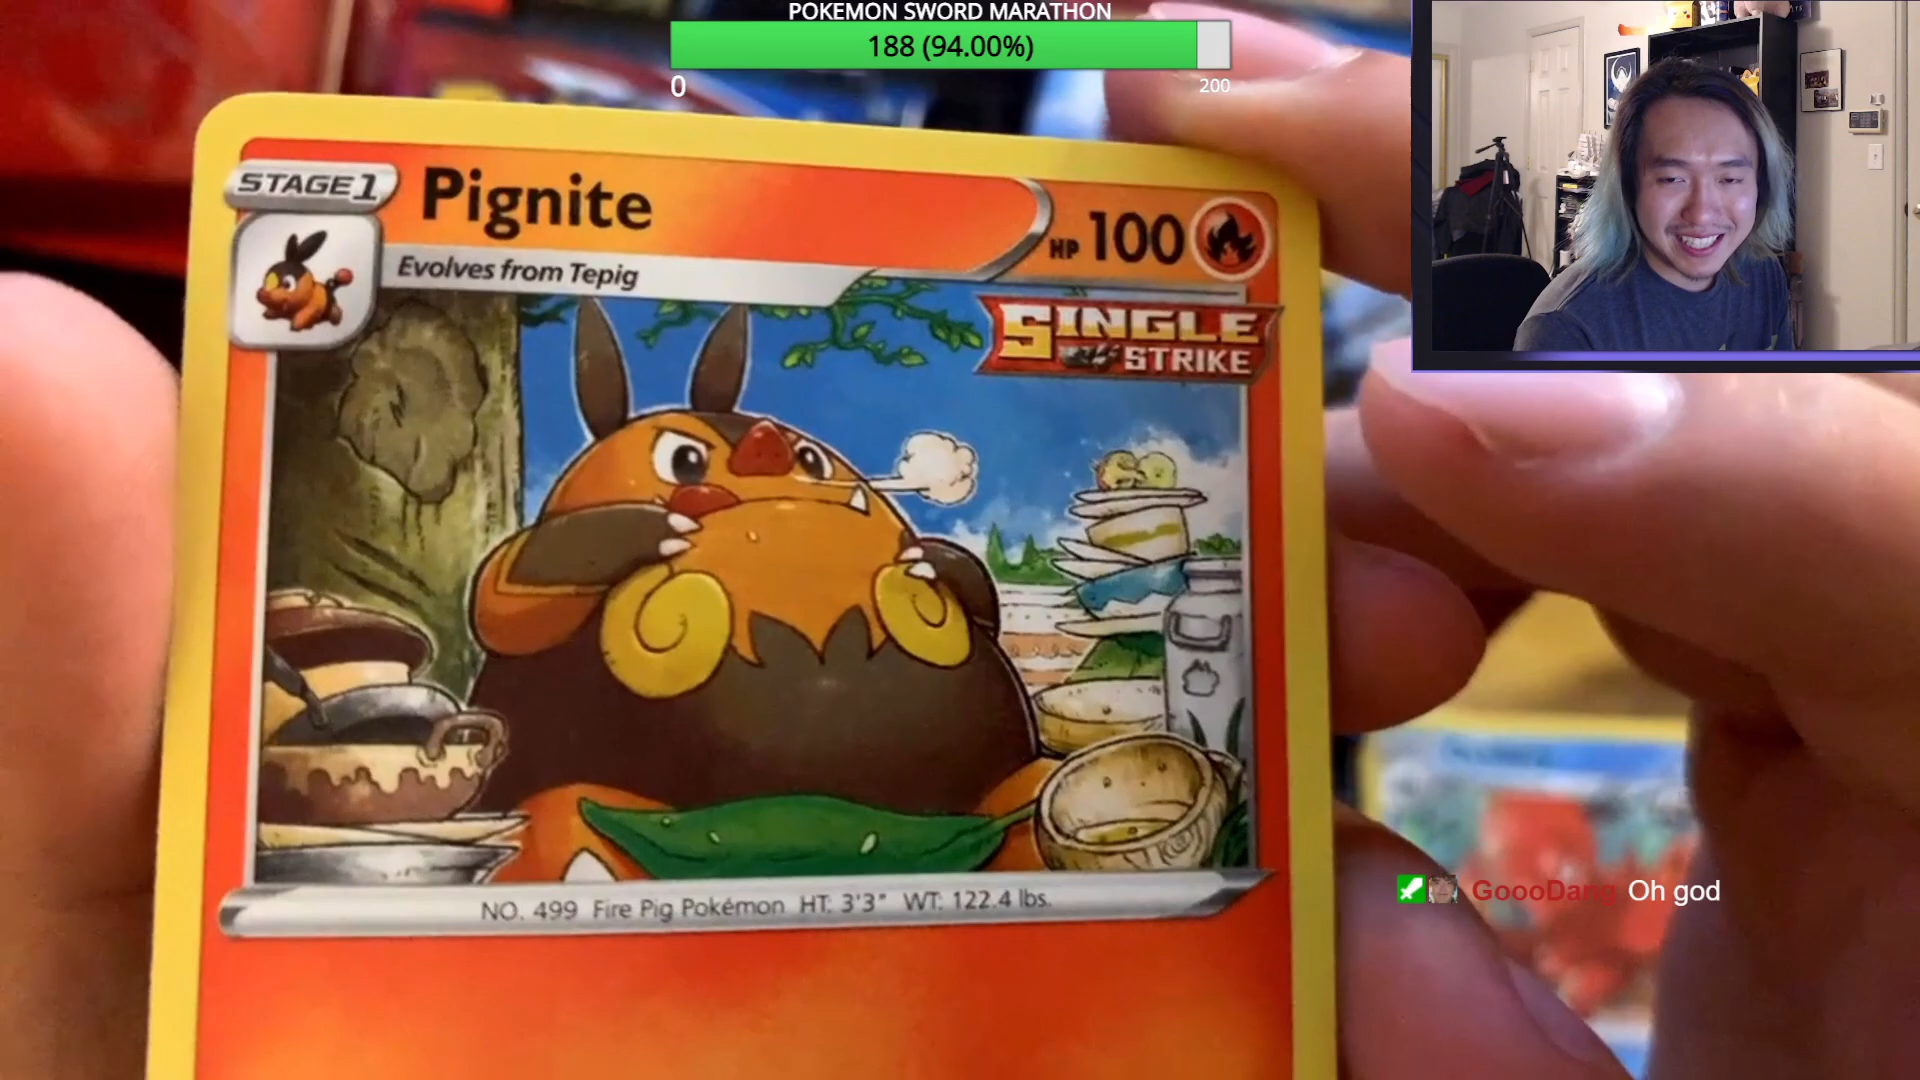 POKEMON SWORD MARATHON
188 (94.00%)
0
200
STAGE 1
Pignite
HP 100
Evolves from Tepig
SINGLE
STRIKE
NO. 499 Fire Pig Pokémon HT: 3'3" WT: 122.4 lbs.
GoooDang Oh god